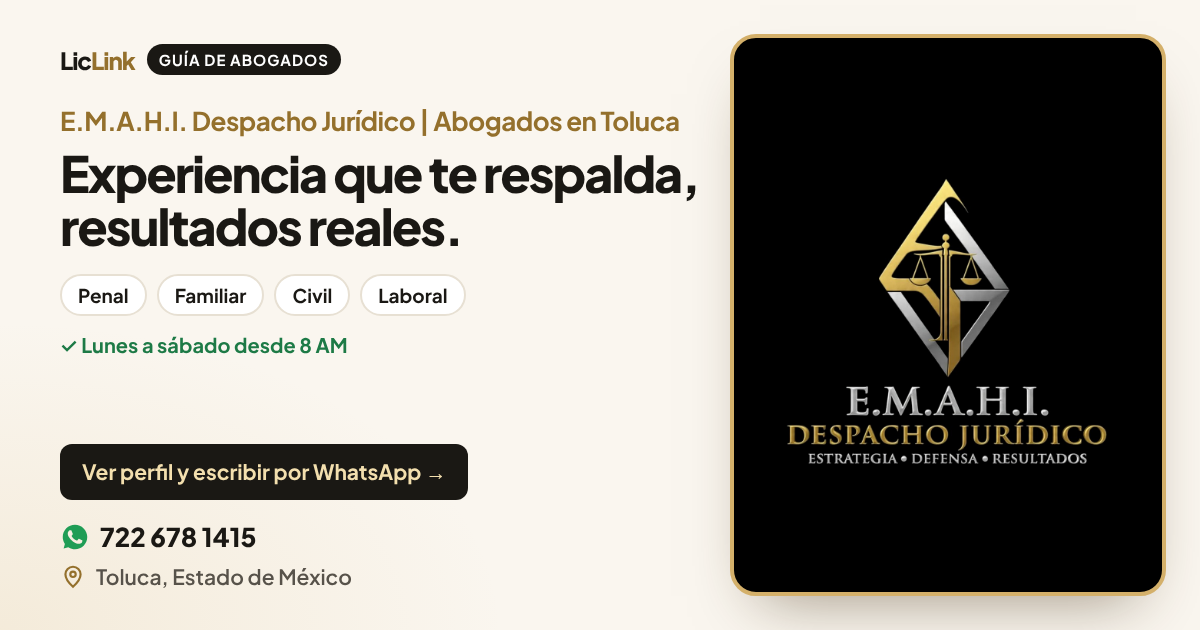 LicLink GUÍA DE ABOGADOS
E.M.A.H.I. Despacho Jurídico | Abogados en Toluca
Experiencia que te respalda,
resultados reales.
Penal Familiar Civil Laboral
✓ Lunes a sábado desde 8 AM
Ver perfil y escribir por WhatsApp →
722 678 1415
Toluca, Estado de México
E.M.A.H.I.
DESPACHO JURÍDICO
ESTRATEGIA • DEFENSA • RESULTADOS